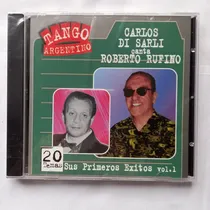 TANGO
ARGENTINO
CARLOS
DI SARLI
canta
ROBERTO RUFINO
20
Temas
Sus Primeros Exitos vol.1